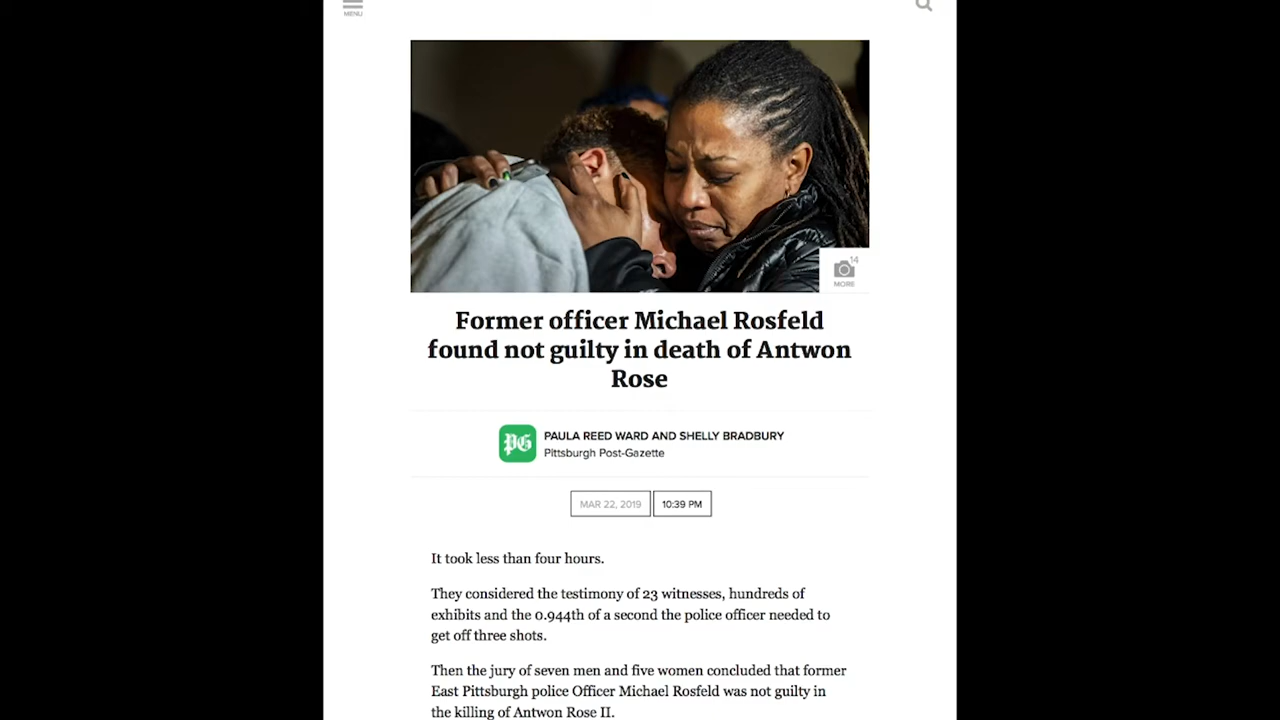 MENU
14
MORE
Former officer Michael Rosfeld
found not guilty in death of Antwon
Rose
PG
PAULA REED WARD AND SHELLY BRADBURY
Pittsburgh Post-Gazette
MAR 22, 2019
10:39 PM
It took less than four hours.
They considered the testimony of 23 witnesses, hundreds of
exhibits and the 0.944th of a second the police officer needed to
get off three shots.
Then the jury of seven men and five women concluded that former
East Pittsburgh police Officer Michael Rosfeld was not guilty in
the killing of Antwon Rose II.